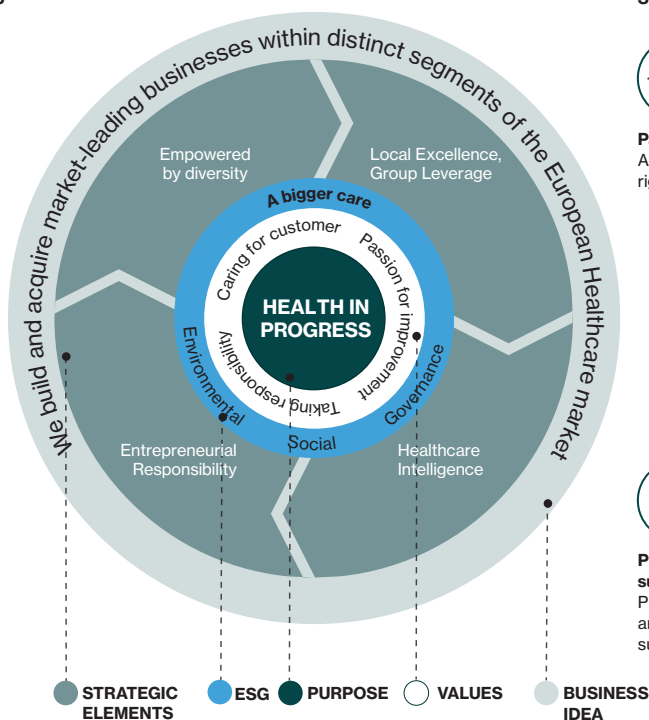 We build and acquire market-leading businesses within distinct segments of the European Healthcare market
Empowered
by diversity
Local Excellence,
Group Leverage
A bigger care
Caring for customer
Passion for improvement
Taking responsibility
HEALTH IN
PROGRESS
Environmental
Social
Governance
Entrepreneurial
Responsibility
Healthcare
Intelligence
STRATEGIC
ELEMENTS
ESG
PURPOSE
VALUES
BUSINESS
IDEA